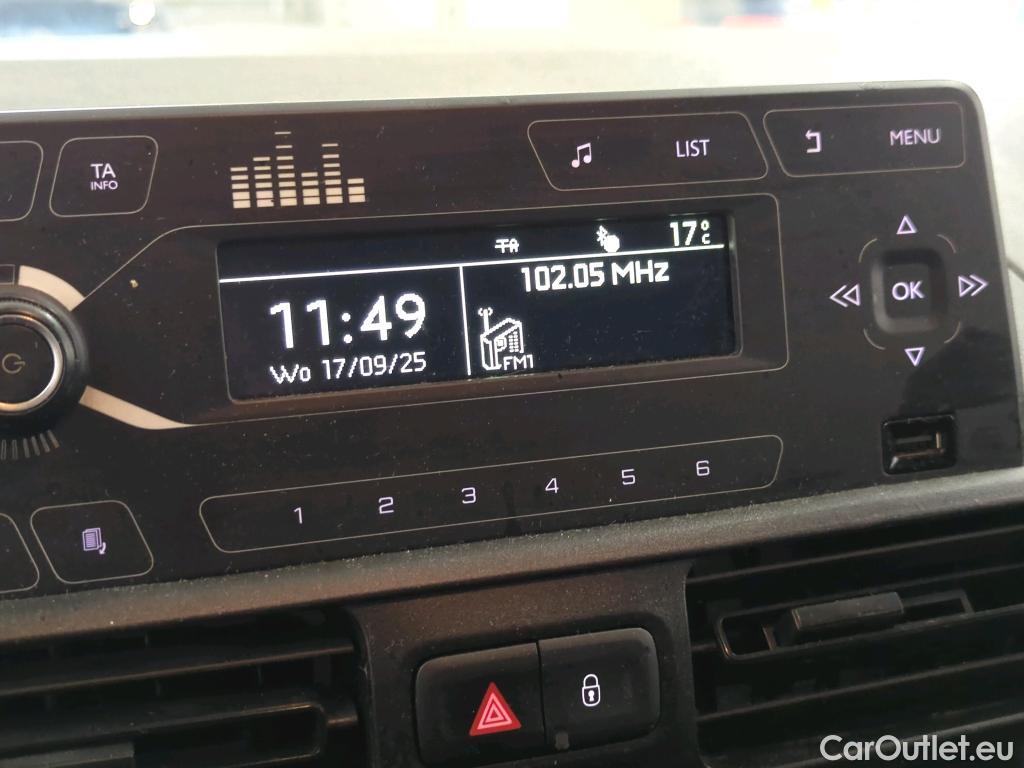 TA
INFO
LIST
MENU
TA
17°C
102.05 MHz
11:49
Wo 17/09/25
FM1
OK
1 2 3 4 5 6
CarOutlet.eu